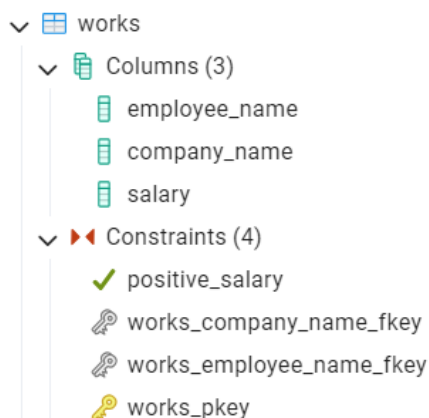 works
Columns (3)
employee_name
company_name
salary
Constraints (4)
positive_salary
works_company_name_fkey
works_employee_name_fkey
works_pkey